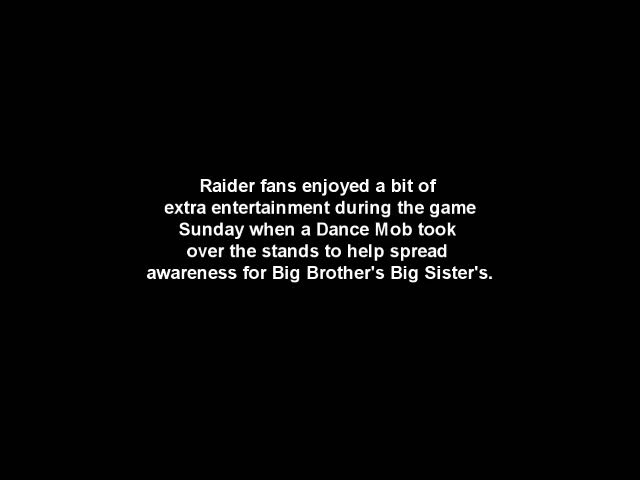 Raider fans enjoyed a bit of
extra entertainment during the game
Sunday when a Dance Mob took
over the stands to help spread
awareness for Big Brother's Big Sister's.